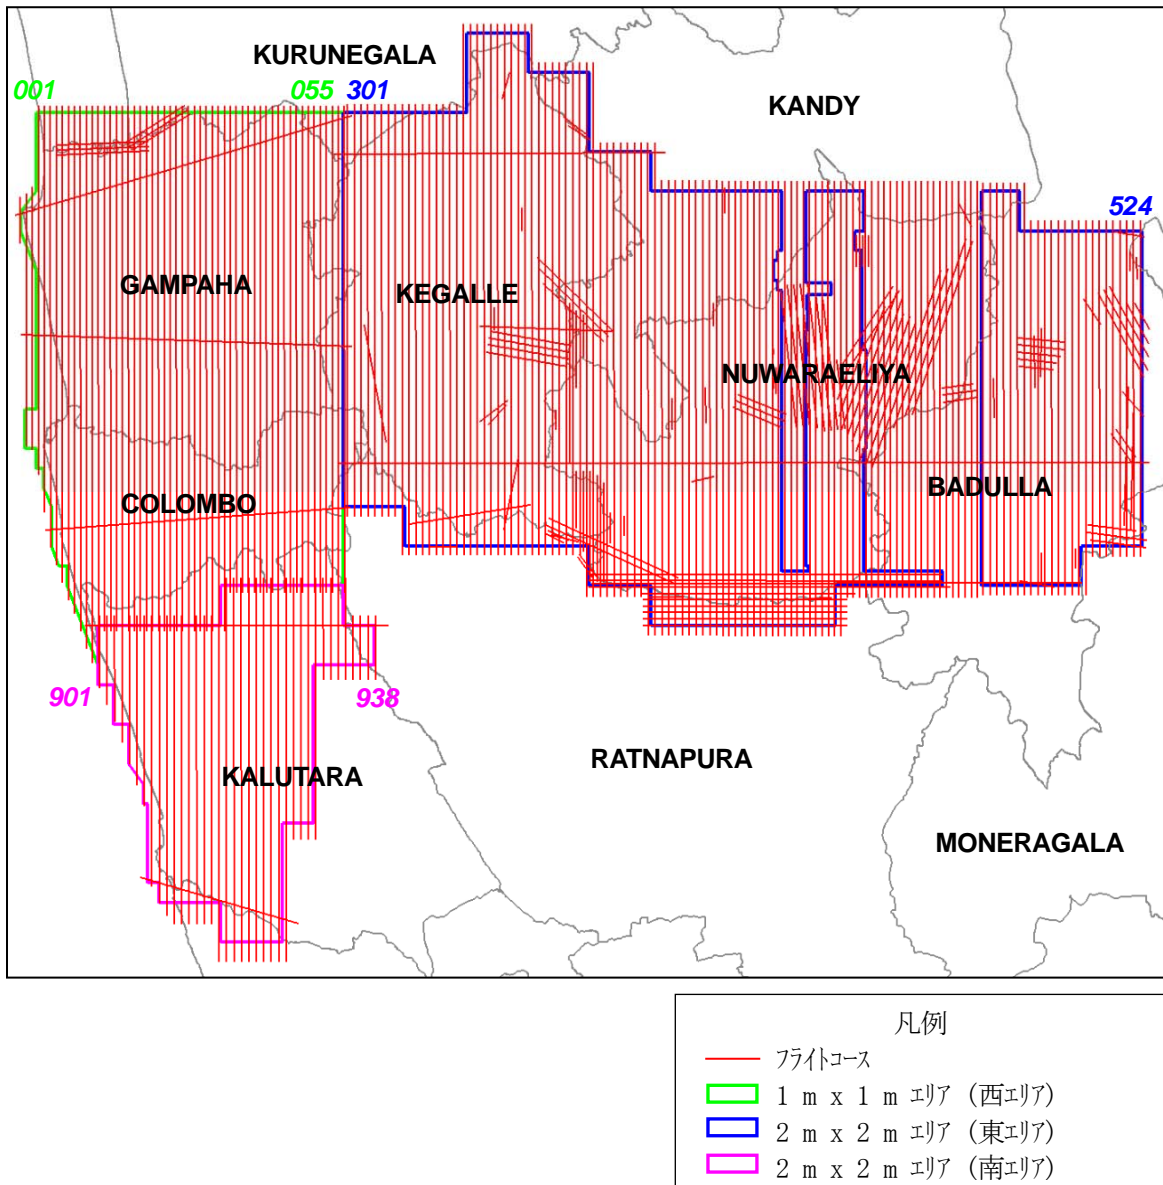 KURUNEGALA
001
055
301
KANDY
524
GAMPAHA
KEGALLE
NUWARAELIYA
COLOMBO
BADULLA
901
938
RATNAPURA
KALUTARA
MONERAGALA
凡例
フライトコース
1 m x 1 m エリア (西エリア)
2 m x 2 m エリア (東エリア)
2 m x 2 m エリア (南エリア)